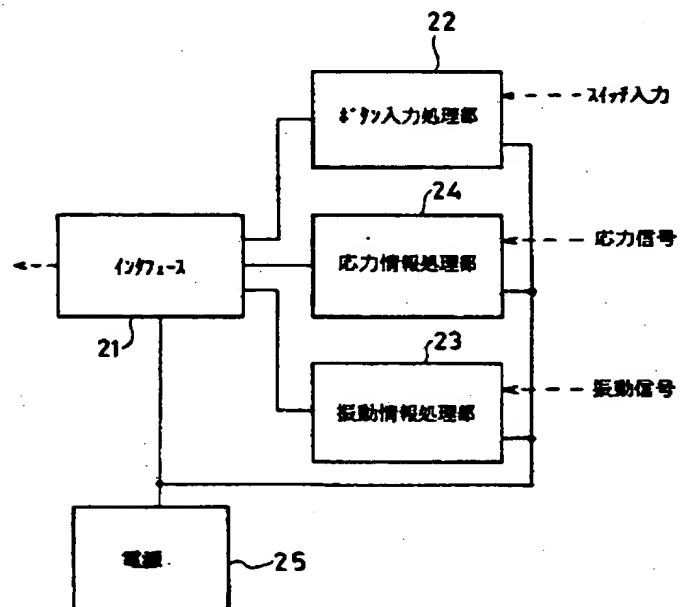 22
ボタン入力処理部
スイッチ入力
24
インタフェース
応力情報処理部
応力信号
21
23
振動情報処理部
振動信号
電源
25